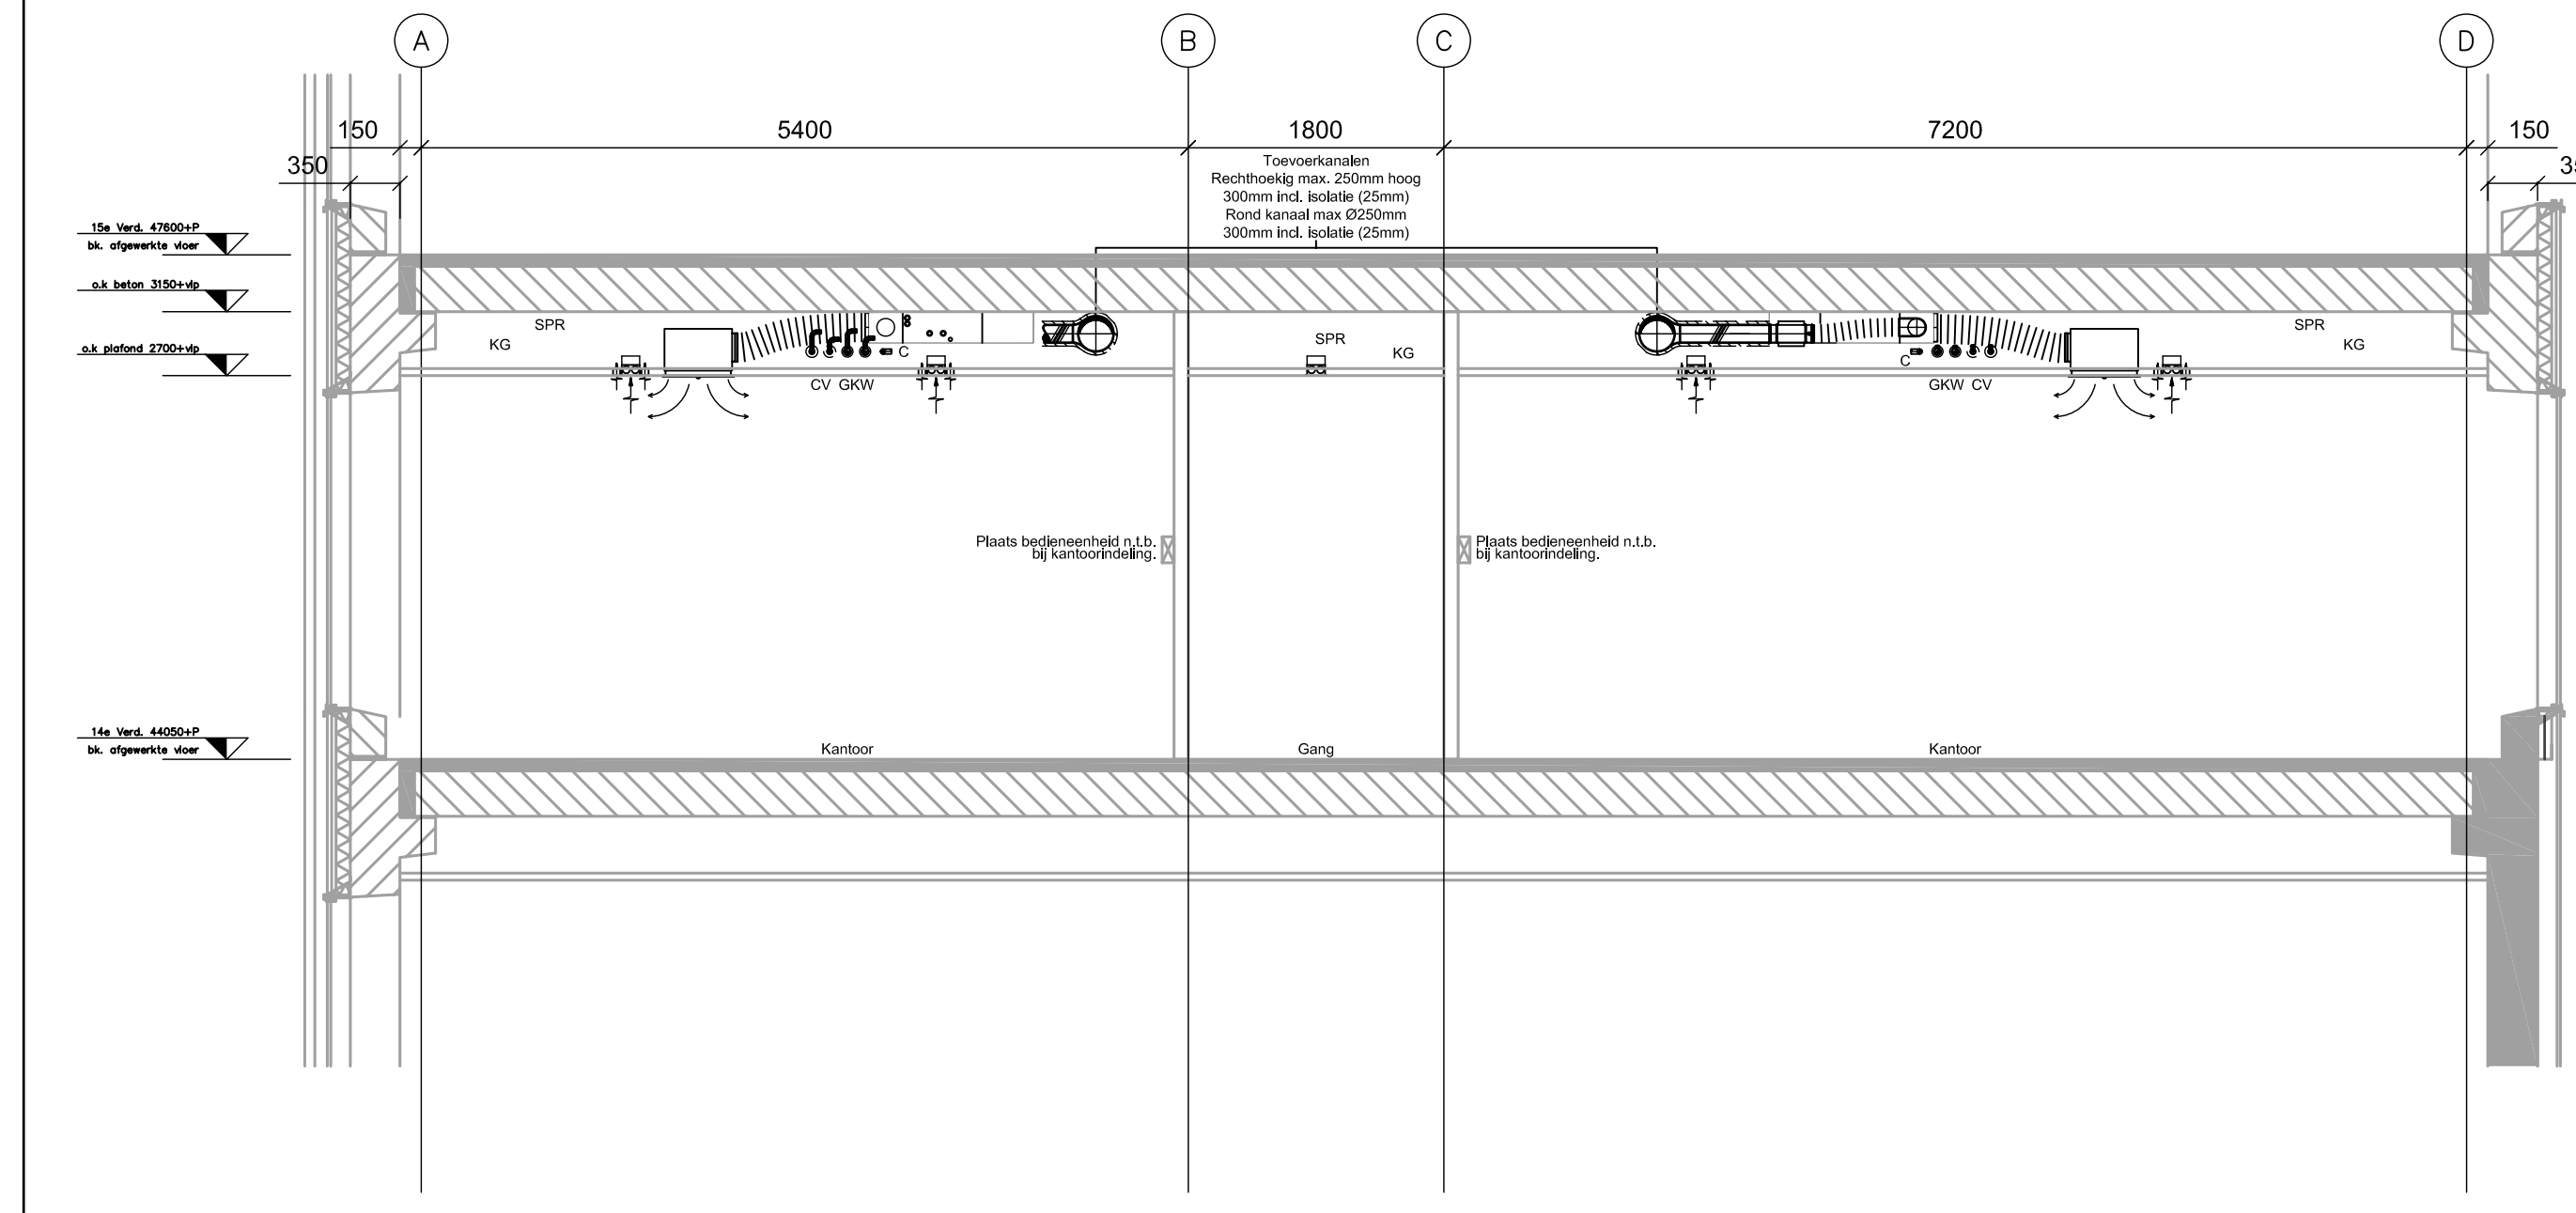 A
B
C
D
150
5400
1800
7200
150
350
Toevoerkanalen
Rechthoekig max. 250mm hoog
300mm incl. isolatie (25mm)
Rond kanaal max Ø250mm
300mm incl. isolatie (25mm)
15e Verd. 47600+P
bk. afgewerkte vloer
o.k beton 3150+vlp
o.k plafond 2700+vlp
SPR
KG
C
CV GKW
SPR
KG
C
GKW CV
SPR
KG
Plaats bedieneenheid n.t.b.
bij kantoorindeling.
Plaats bedieneenheid n.t.b.
bij kantoorindeling.
14e Verd. 44050+P
bk. afgewerkte vloer
Kantoor
Gang
Kantoor